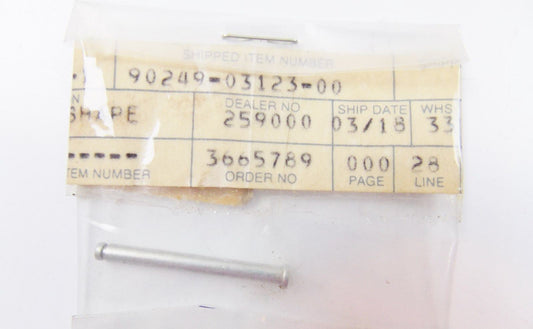 SHIPPED ITEM NUMBER
90249-03123-00
DEALER NO SHIP DATE WHS
SHAPE 259000 03/18 33
----- 3665789 000 28
TEM NUMBER ORDER NO PAGE LINE